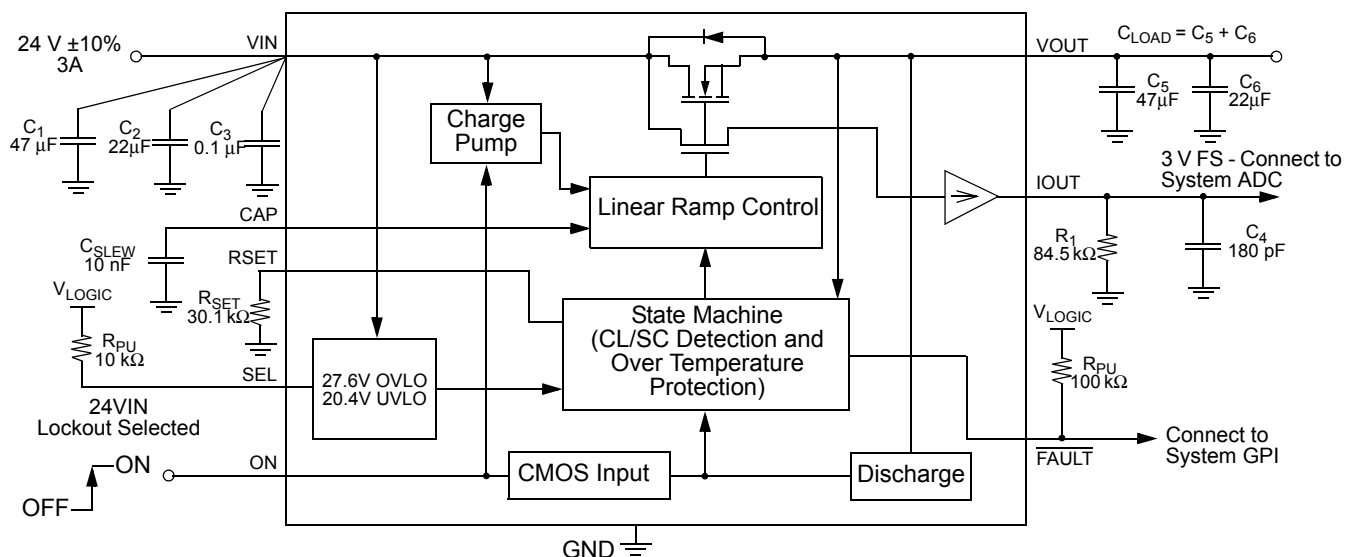 24 V ±10%
3A
VIN
VOUT
CLOAD = C5 + C6
C5
47µF
C6
22µF
C1
47 µF
C2
22µF
C3
0.1 µF
Charge
Pump
Linear Ramp Control
IOUT
3 V FS - Connect to
System ADC
R1
84.5 kΩ
C4
180 pF
CAP
CSLEW
10 nF
RSET
RSET
30.1 kΩ
VLOGIC
RPU
10 kΩ
SEL
24VIN
Lockout Selected
27.6V OVLO
20.4V UVLO
State Machine
(CL/SC Detection and
Over Temperature
Protection)
VLOGIC
RPU
100 kΩ
FAULT
Connect to
System GPI
ON
OFF
ON
CMOS Input
Discharge
GND